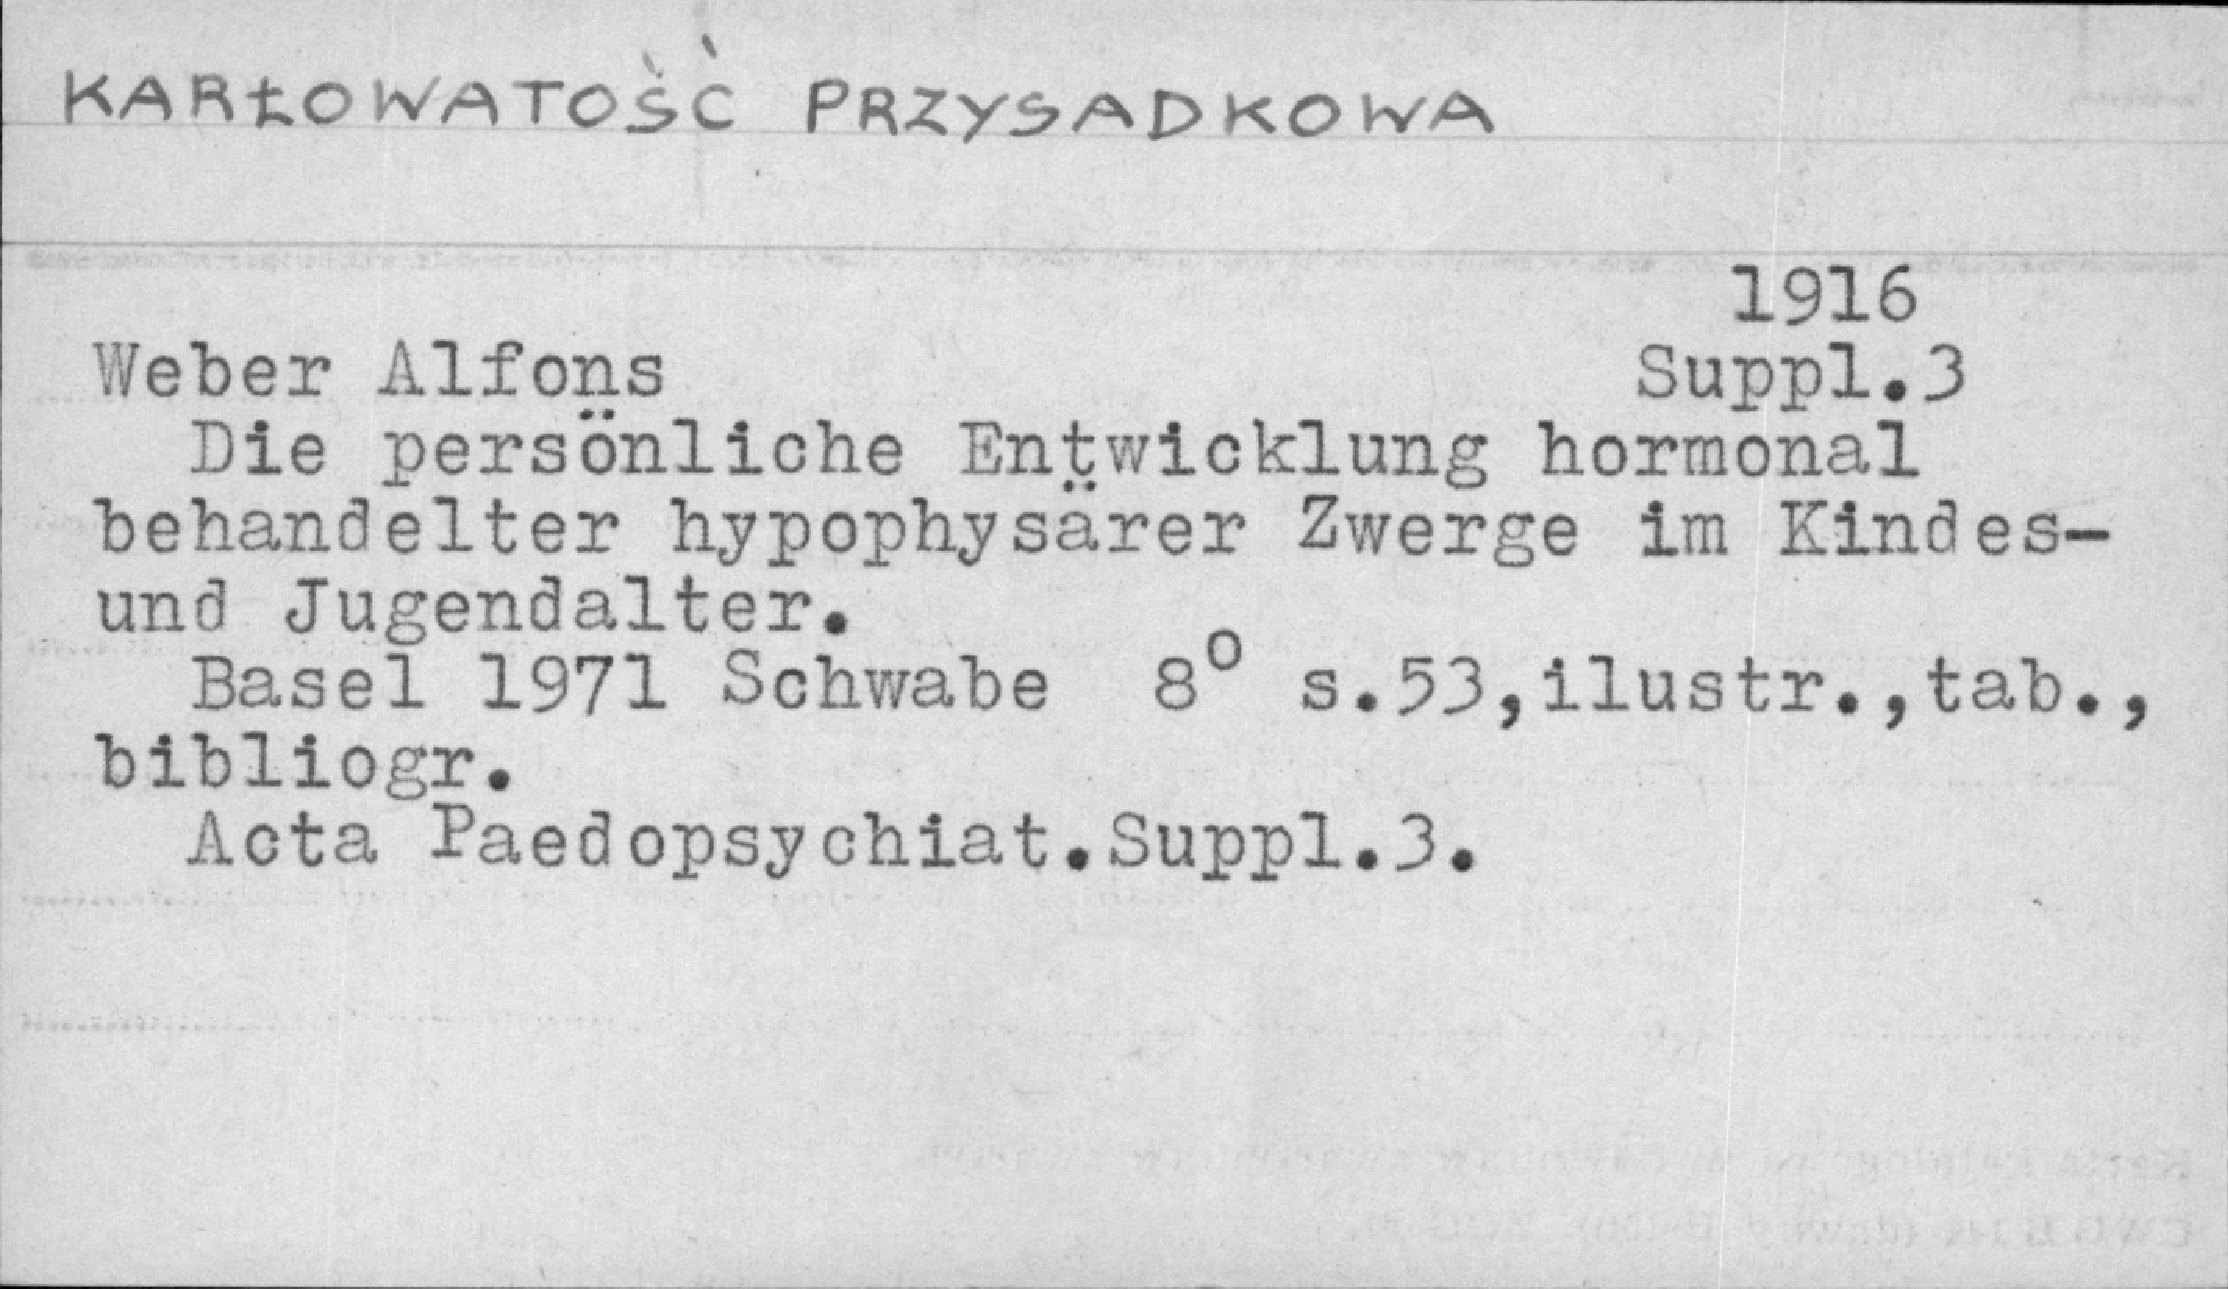 KARŁOWATOŚĆ PRZYSADKOWA
1916
Weber Alfons Suppl.3
Die persönliche Entwicklung hormonal
behandelter hypophysärer Zwerge im Kindes-
und Jugendalter.
Basel 1971 Schwabe 8° s.53,ilustr.,tab.,
bibliogr.
Acta Paedopsychiat.Suppl.3.